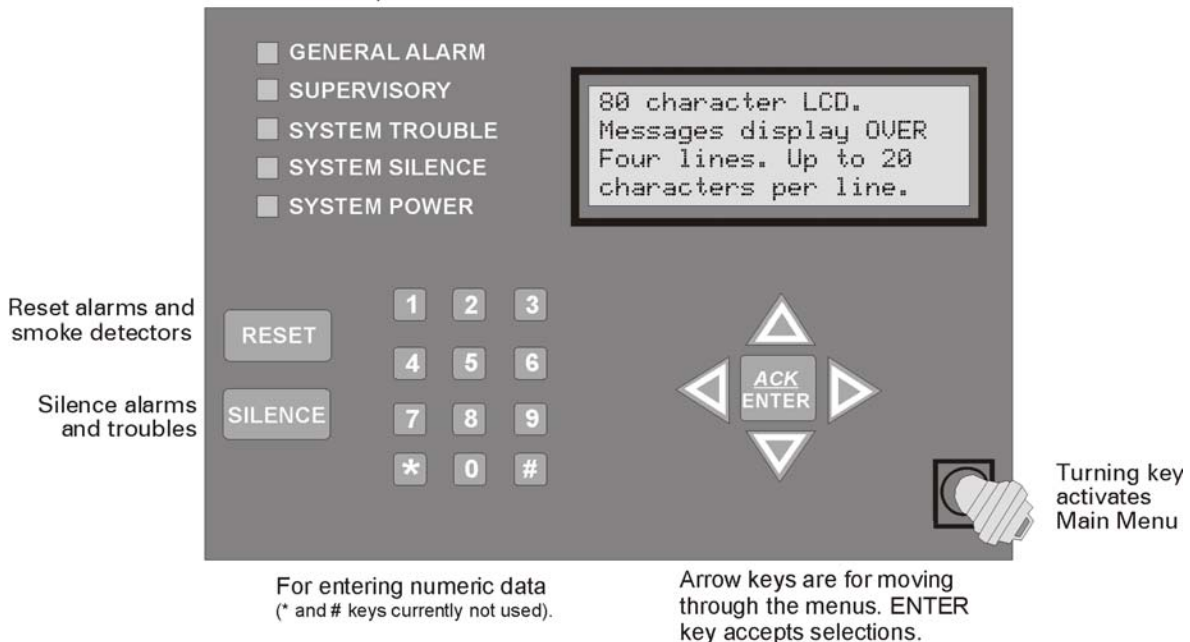 GENERAL ALARM
SUPERVISORY
SYSTEM TROUBLE
SYSTEM SILENCE
SYSTEM POWER
80 character LCD.
Messages display OVER
Four lines. Up to 20
characters per line.
Reset alarms and
smoke detectors
RESET
Silence alarms
and troubles
SILENCE
1 2 3
4 5 6
7 8 9
* 0 #
ACK
ENTER
Turning key
activates
Main Menu
For entering numeric data
(* and # keys currently not used).
Arrow keys are for moving
through the menus. ENTER
key accepts selections.